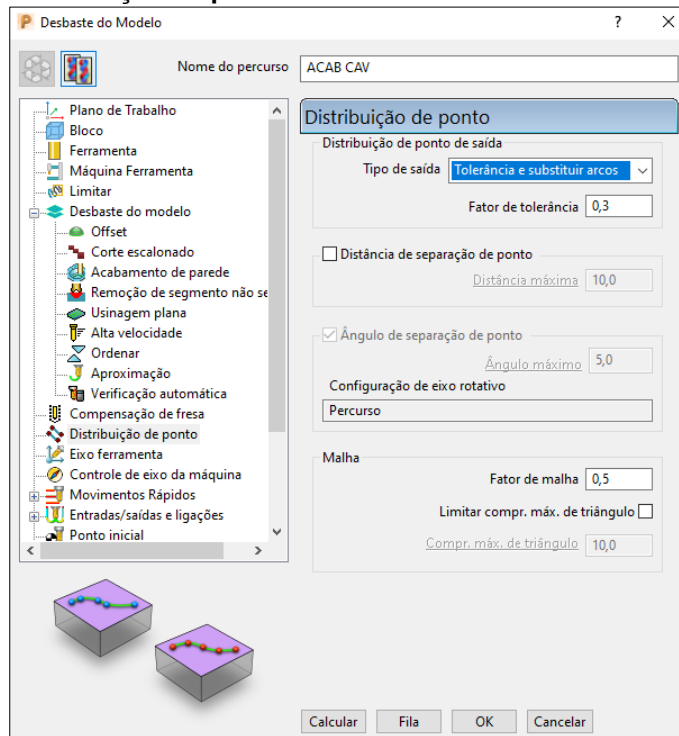 Desbaste do Modelo ? ×
Nome do percurso ACAB CAV
Plano de Trabalho
Bloco
Ferramenta
Máquina Ferramenta
Limitar
Desbaste do modelo
Offset
Corte escalonado
Acabamento de parede
Remoção de segmento não se
Usinagem plana
Alta velocidade
Ordenar
Aproximação
Verificação automática
Compensação de fresa
Distribuição de ponto
Eixo ferramenta
Controle de eixo da máquina
Movimentos Rápidos
Entradas/saídas e ligações
Ponto inicial
Distribuição de ponto
Distribuição de ponto de saída
Tipo de saída Tolerância e substituir arcos
Fator de tolerância 0,3
Distância de separação de ponto
Distância máxima 10,0
Ângulo de separação de ponto
Ângulo máximo 5,0
Configuração de eixo rotativo
Percurso
Malha
Fator de malha 0,5
Limitar compr. máx. de triângulo
Compr. máx. de triângulo 10,0
Calcular Fila OK Cancelar